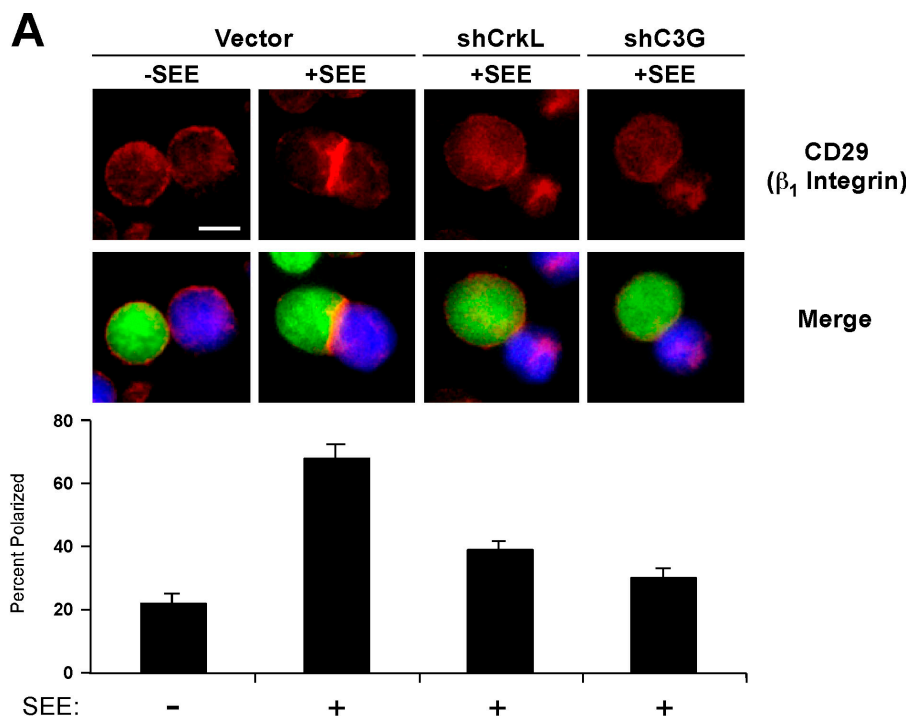 A
Vector shCrkL shC3G
-SEE +SEE +SEE +SEE
CD29
(β1 Integrin)
Merge
80
60
40
20
0
Percent Polarized
SEE: - + + +